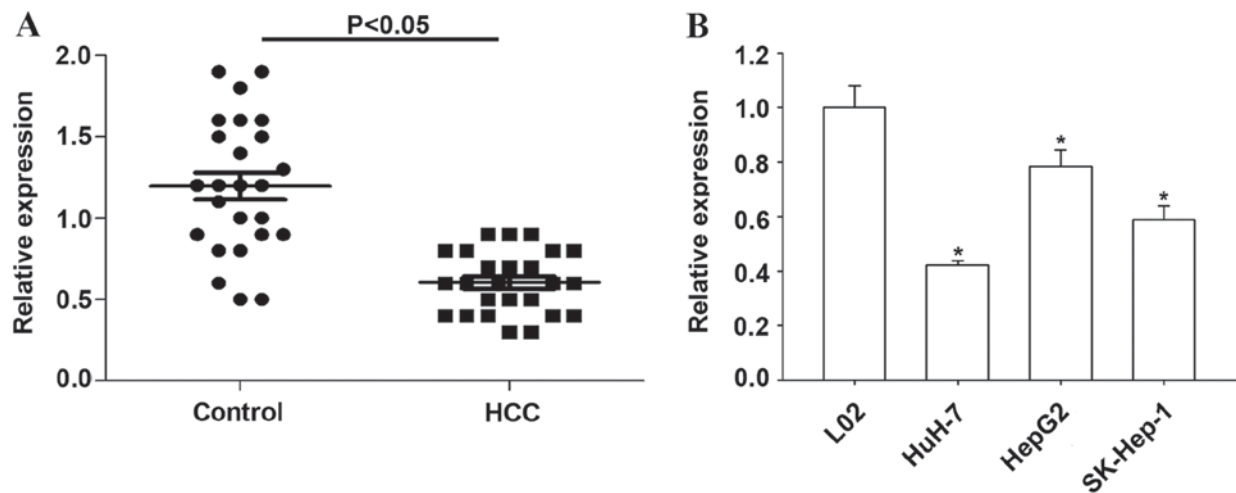 A
P<0.05
Relative expression
2.0
1.5
1.0
0.5
0.0
Control
HCC
B
Relative expression
1.2
1.0
0.8
0.6
0.4
0.2
0.0
*
*
*
L02
HuH-7
HepG2
SK-Hep-1